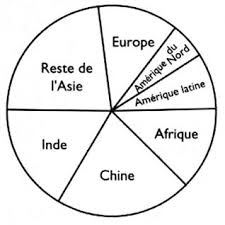 Europe
Amérique du
Nord
Amérique latine
Afrique
Chine
Inde
Reste de
l'Asie